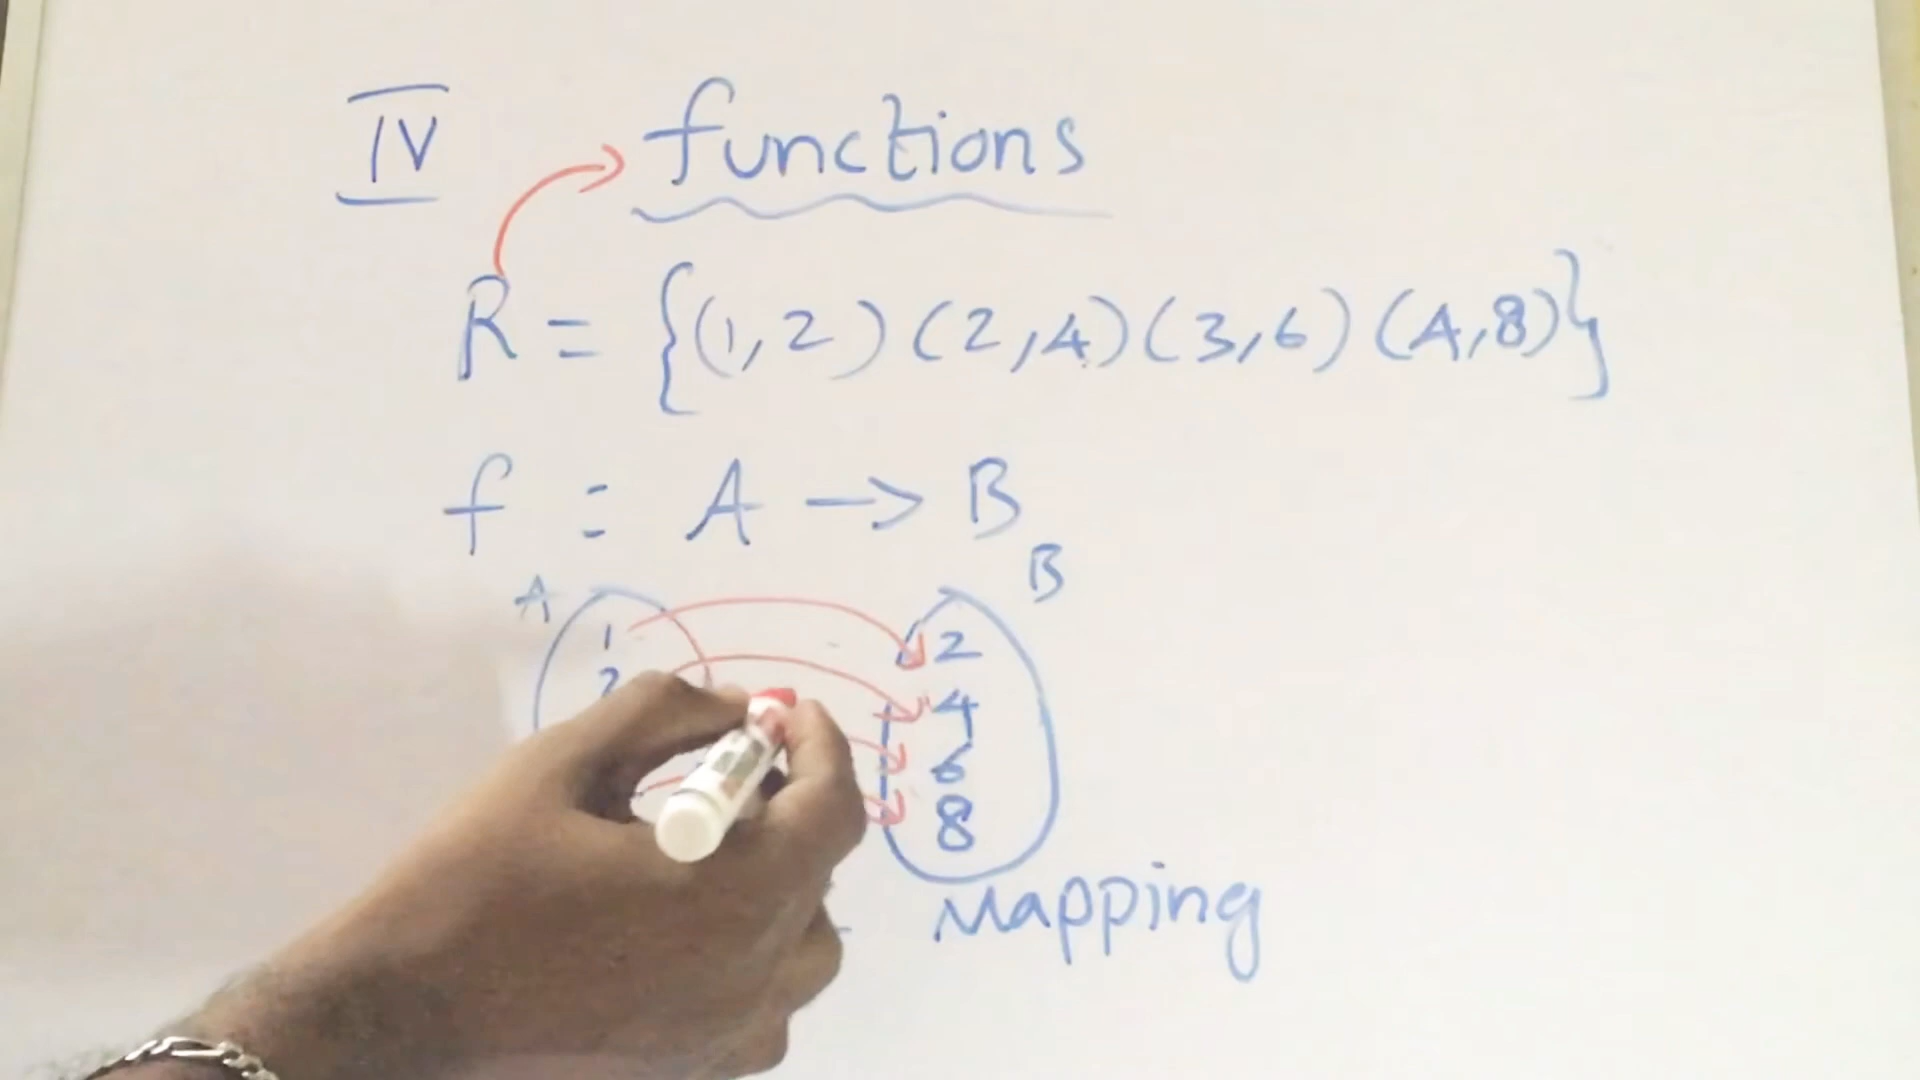 IV functions
R = {(1,2) (2,4) (3,6) (4,8)}
f : A → B
A B
1 2
2 4
6
8
Mapping